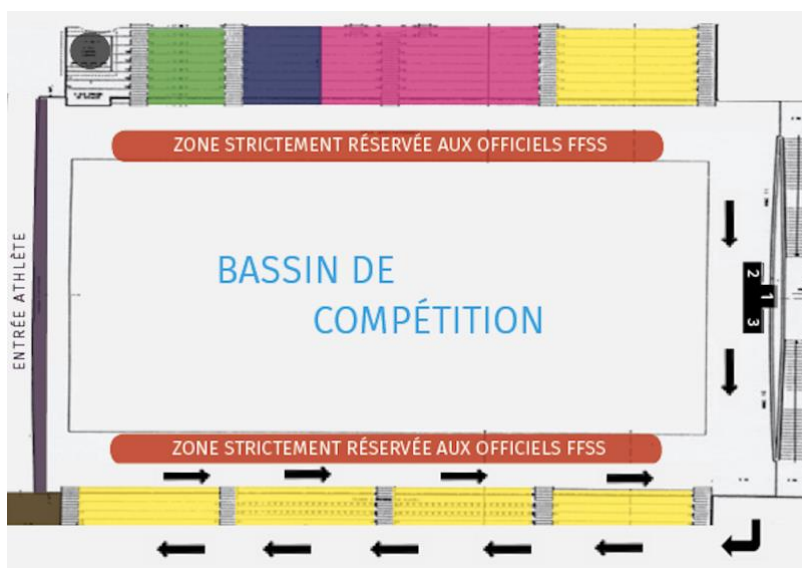 ZONE STRICTEMENT RÉSERVÉE AUX OFFICIELS FFSS
ENTRÉE ATHLÈTE
BASSIN DE
COMPÉTITION
2
1
3
ZONE STRICTEMENT RÉSERVÉE AUX OFFICIELS FFSS